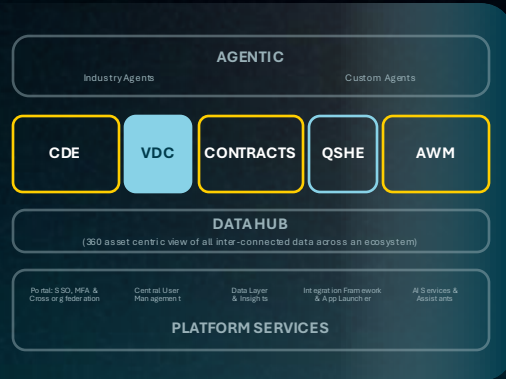 AGENTIC
Industry Agents Custom Agents
CDE VDC CONTRACTS QSHE AWM
DATA HUB
(360 asset centric view of all inter-connected data across an ecosystem)
Portal: SSO, MFA & Central User Data Layer Integration Framework AI Services &
Cross org federation Management & Insights & App Launcher Assistants
PLATFORM SERVICES